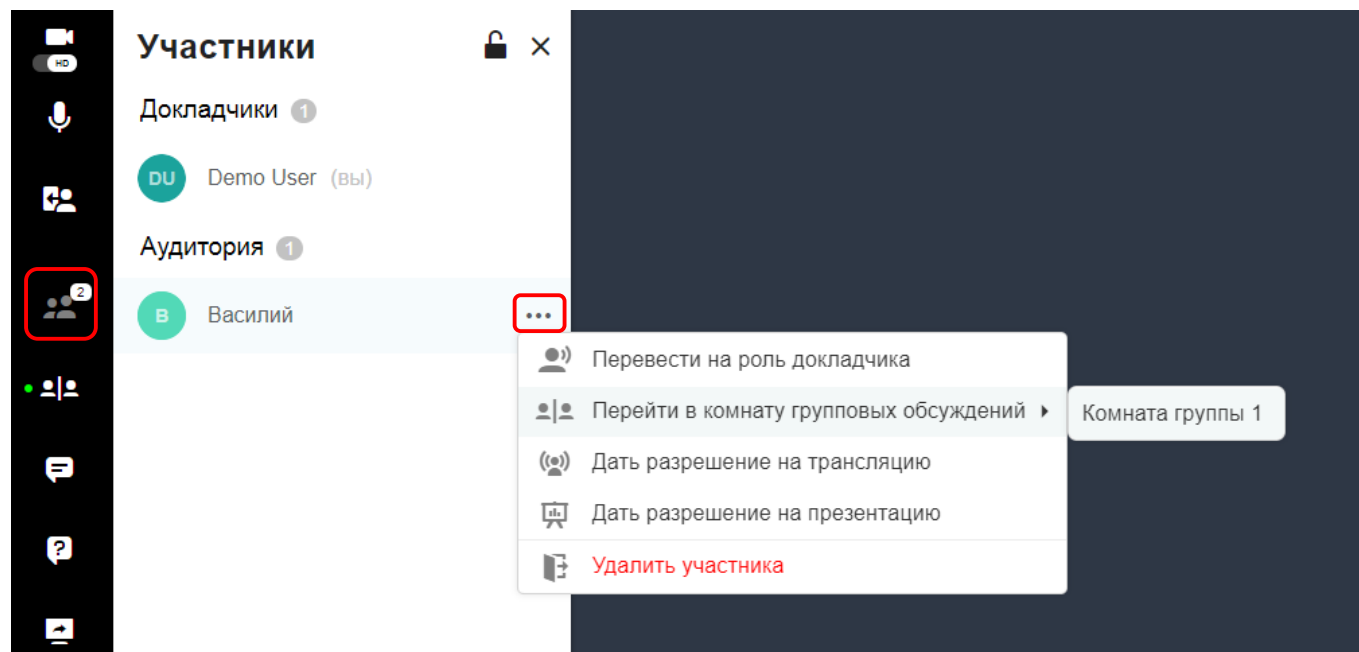 HD
2
Участники
Докладчики 1
DU Demo User (вы)
Аудитория 1
В Василий
Перевести на роль докладчика
Перейти в комнату групповых обсуждений
Комната группы 1
Дать разрешение на трансляцию
Дать разрешение на презентацию
Удалить участника